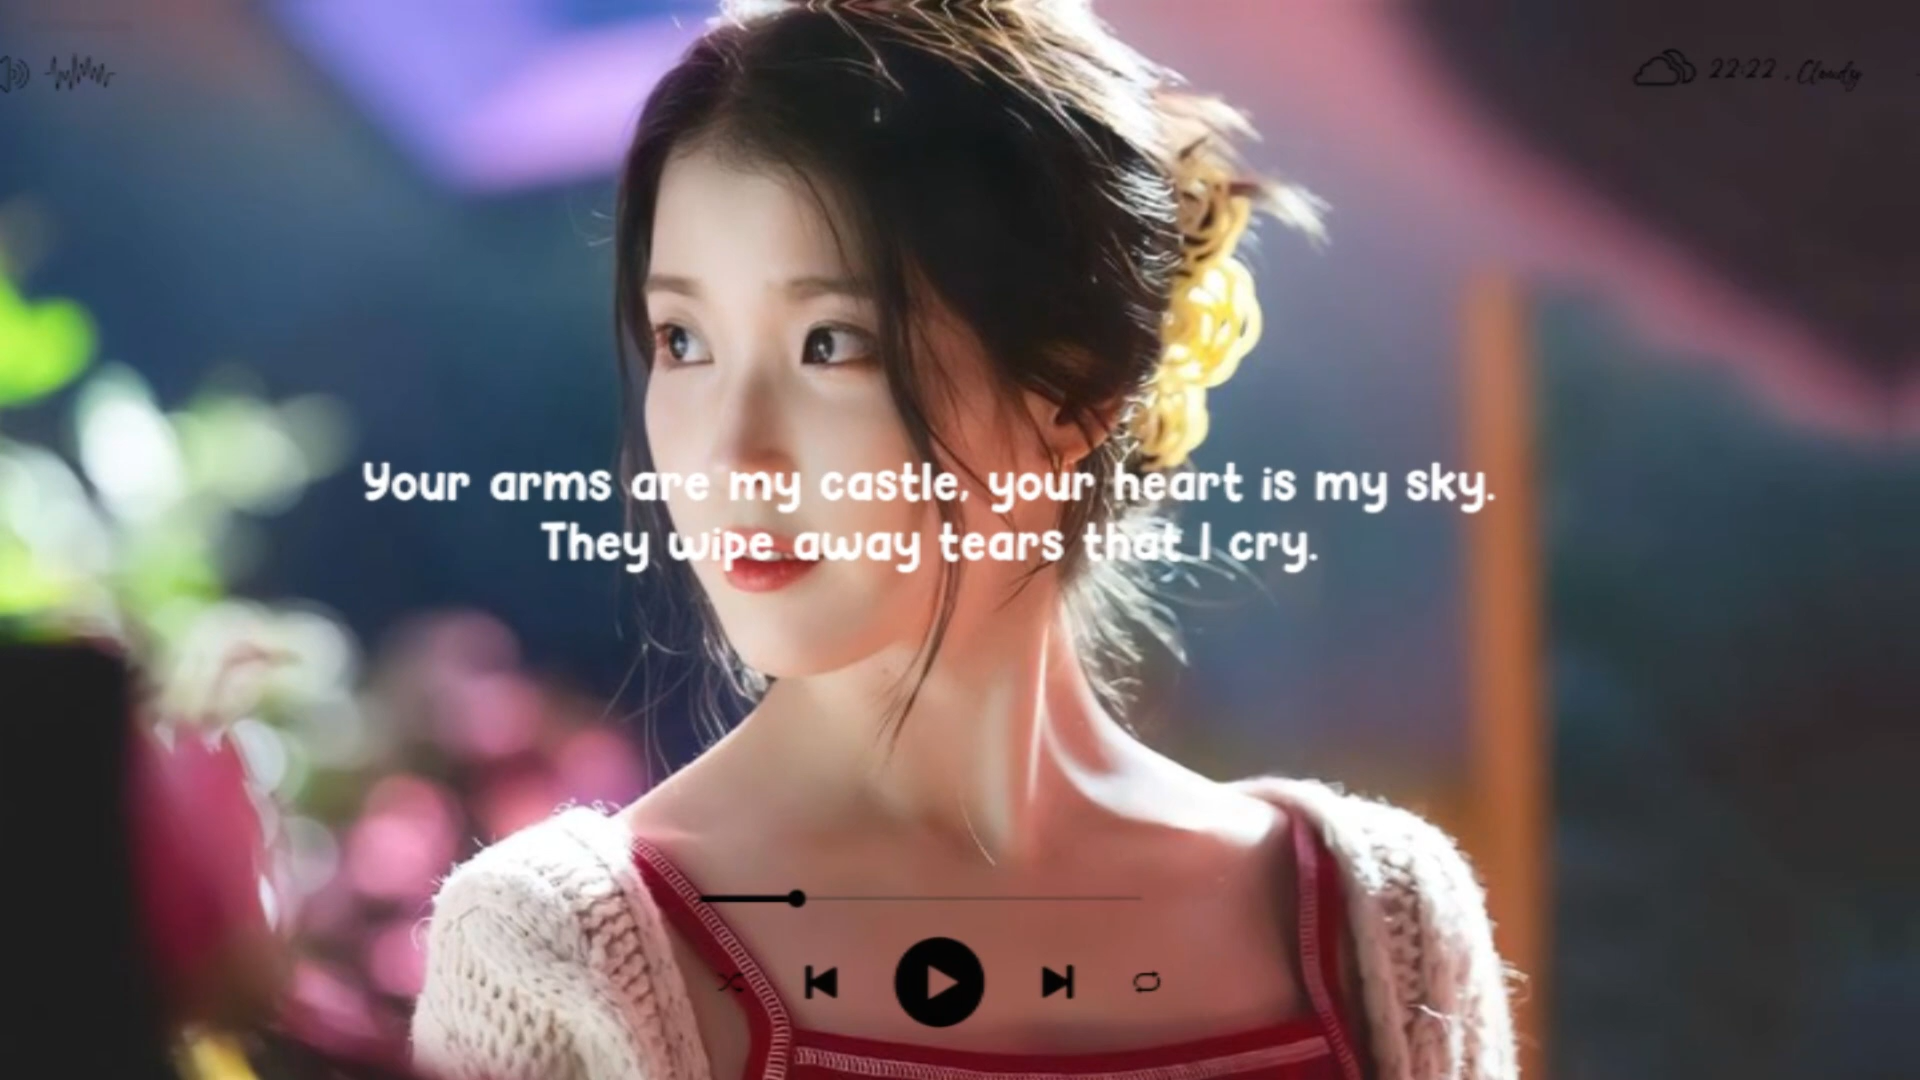 22:22 , Cloudy
Your arms are my castle, your heart is my sky.
They wipe away tears that I cry.